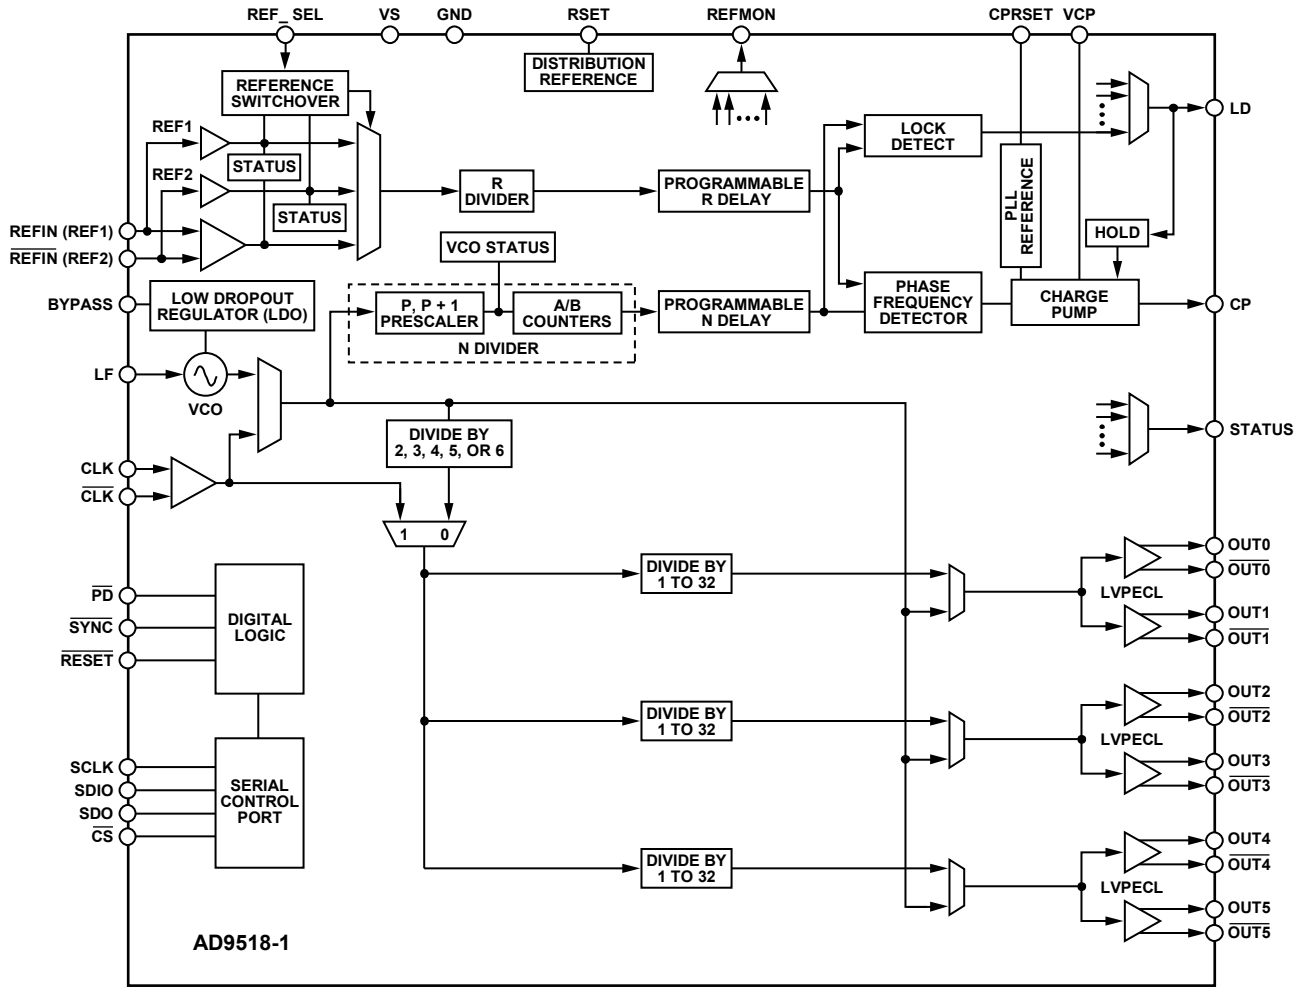 REF_SEL
VS
GND
RSET
REFMON
CPRSET
VCP
DISTRIBUTION
REFERENCE
REFERENCE
SWITCHOVER
LD
REF1
LOCK
DETECT
STATUS
REF2
R
DIVIDER
PROGRAMMABLE
R DELAY
PLL
REFERENCE
STATUS
REFIN (REF1)
HOLD
VCO STATUS
REFIN (REF2)
LOW DROPOUT
REGULATOR (LDO)
BYPASS
P, P + 1
PRESCALER
A/B
COUNTERS
PROGRAMMABLE
N DELAY
PHASE
FREQUENCY
DETECTOR
CHARGE
PUMP
CP
N DIVIDER
LF
VCO
DIVIDE BY
2, 3, 4, 5, OR 6
STATUS
CLK
CLK
1
0
OUT0
DIVIDE BY
1 TO 32
OUT0
LVPECL
PD
DIGITAL
LOGIC
OUT1
SYNC
OUT1
RESET
OUT2
DIVIDE BY
1 TO 32
OUT2
LVPECL
OUT3
SCLK
OUT3
SDIO
SERIAL
CONTROL
PORT
SDO
CS
OUT4
DIVIDE BY
1 TO 32
OUT4
LVPECL
OUT5
OUT5
AD9518-1